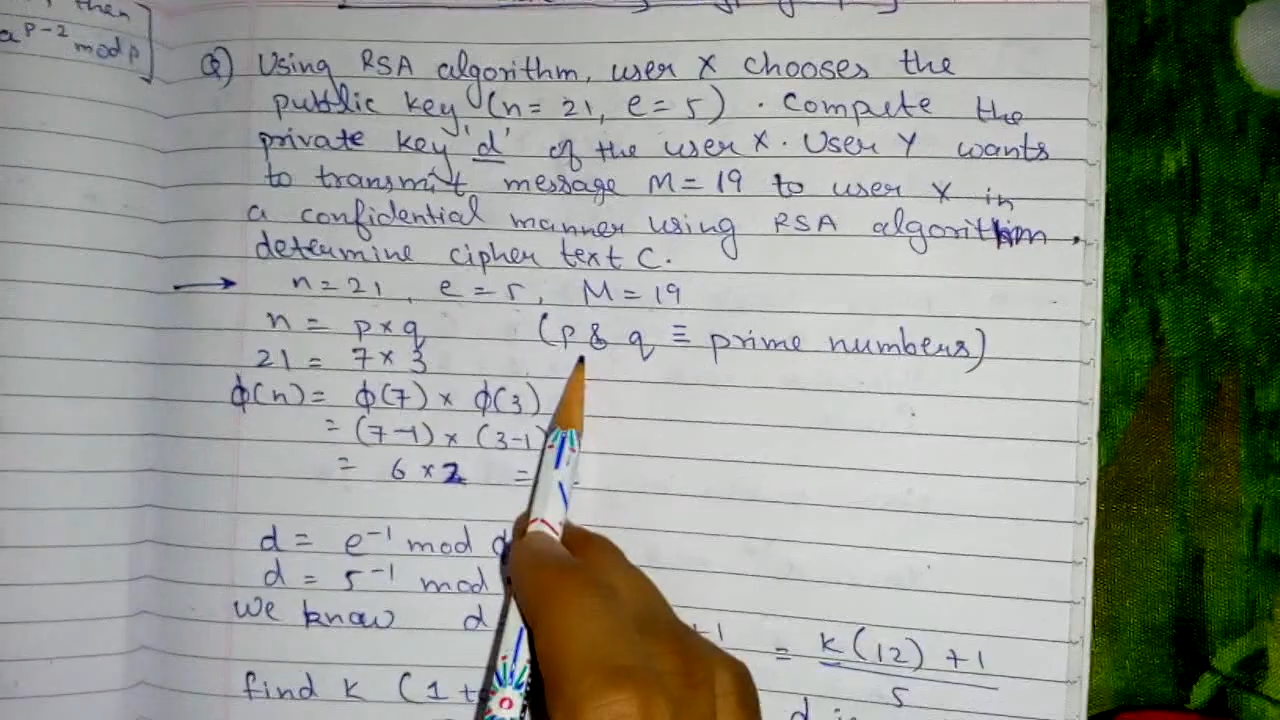 then
a^p-2 mod p]
Q) Using RSA algorithm, user X chooses the
public key (n = 21, e = 5). Compute the
private key 'd' of the user X. User Y wants
to transmit message M = 19 to user X in
a confidential manner using RSA algorithm.
determine cipher text C.
→ n = 21, e = 5, M = 19
n = p × q (p & q ≡ prime numbers)
21 = 7 × 3
ϕ(n) = ϕ(7) × ϕ(3)
= (7-1) × (3-1)
= 6 × 2 =
d = e^-1 mod
d = 5^-1 mod
We know d +1 = k(12) +1
5
find k (1
d